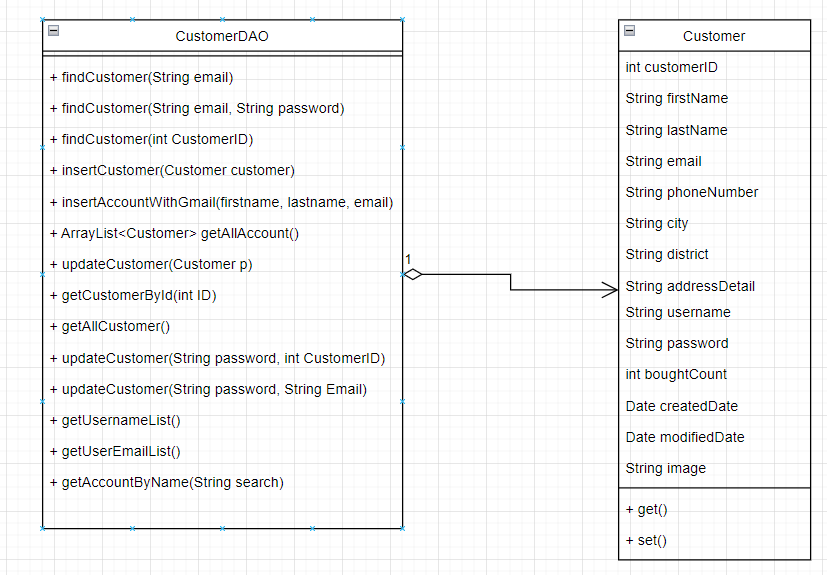 CustomerDAO
+ findCustomer(String email)
+ findCustomer(String email, String password)
+ findCustomer(int CustomerID)
+ insertCustomer(Customer customer)
+ insertAccountWithGmail(firstname, lastname, email)
+ ArrayList<Customer> getAllAccount()
+ updateCustomer(Customer p)
+ getCustomerById(int ID)
+ getAllCustomer()
+ updateCustomer(String password, int CustomerID)
+ updateCustomer(String password, String Email)
+ getUsernameList()
+ getUserEmailList()
+ getAccountByName(String search)
1
Customer
int customerID
String firstName
String lastName
String email
String phoneNumber
String city
String district
String addressDetail
String username
String password
int boughtCount
Date createdDate
Date modifiedDate
String image
+ get()
+ set()